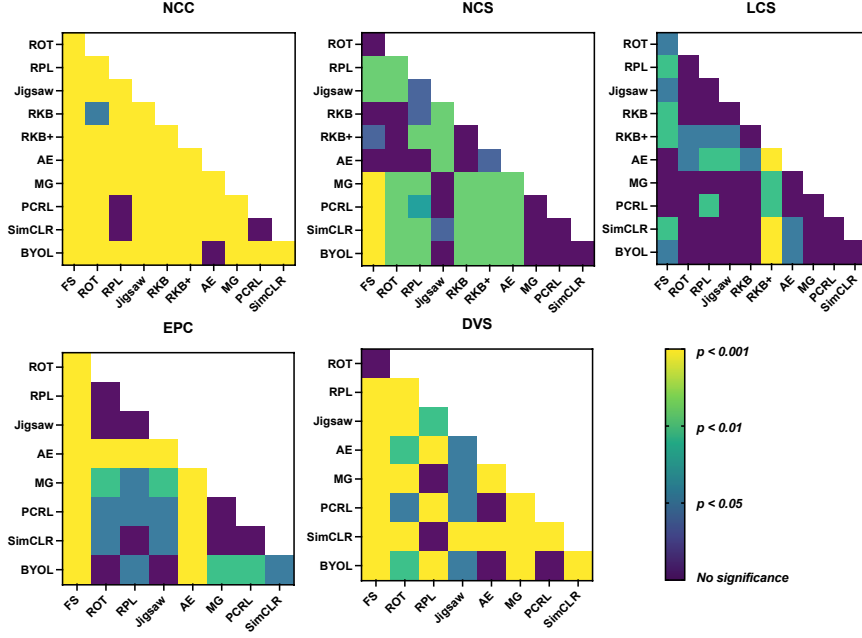 NCC
NCS
LCS
ROT
RPL
Jigsaw
RKB
RKB+
AE
MG
PCRL
SimCLR
BYOL
FS ROT RPL Jigsaw RKB RKB+ AE MG PCRL SimCLR
ROT
RPL
Jigsaw
RKB
RKB+
AE
MG
PCRL
SimCLR
BYOL
FS ROT RPL Jigsaw RKB RKB+ AE MG PCRL SimCLR
ROT
RPL
Jigsaw
RKB
RKB+
AE
MG
PCRL
SimCLR
BYOL
FS ROT RPL Jigsaw RKB RKB+ AE MG PCRL SimCLR
EPC
DVS
ROT
RPL
Jigsaw
AE
MG
PCRL
SimCLR
BYOL
FS ROT RPL Jigsaw AE MG PCRL SimCLR
ROT
RPL
Jigsaw
AE
MG
PCRL
SimCLR
BYOL
FS ROT RPL Jigsaw AE MG PCRL SimCLR
p < 0.001
p < 0.01
p < 0.05
No significance